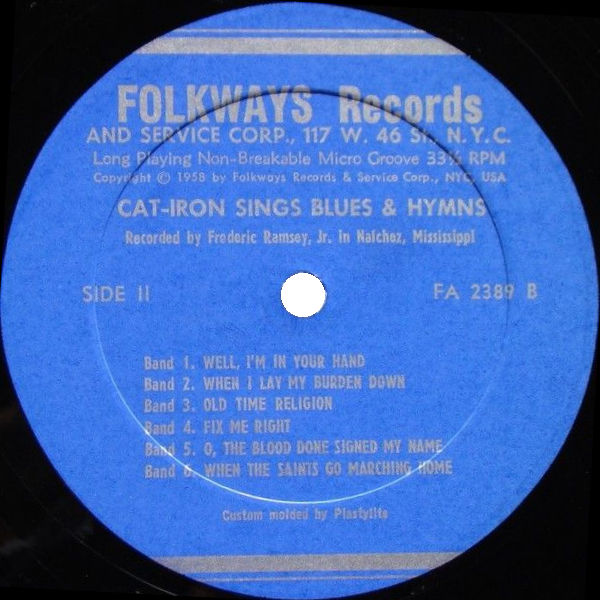 FOLKWAYS Records
AND SERVICE CORP., 117 W. 46 St. N.Y.C.
Long Playing Non-Breakable Micro Groove 33⅓ RPM
Copyright © 1958 by Folkways Records & Service Corp., NYC, USA
CAT-IRON SINGS BLUES & HYMNS
Recorded by Frederic Ramsey, Jr. in Natchez, Mississippi
SIDE II
FA 2389 B
Band 1. WELL, I'M IN YOUR HAND
Band 2. WHEN I LAY MY BURDEN DOWN
Band 3. OLD TIME RELIGION
Band 4. FIX ME RIGHT
Band 5. O, THE BLOOD DONE SIGNED MY NAME
Band 6. WHEN THE SAINTS GO MARCHING HOME
Custom molded by Plastylite